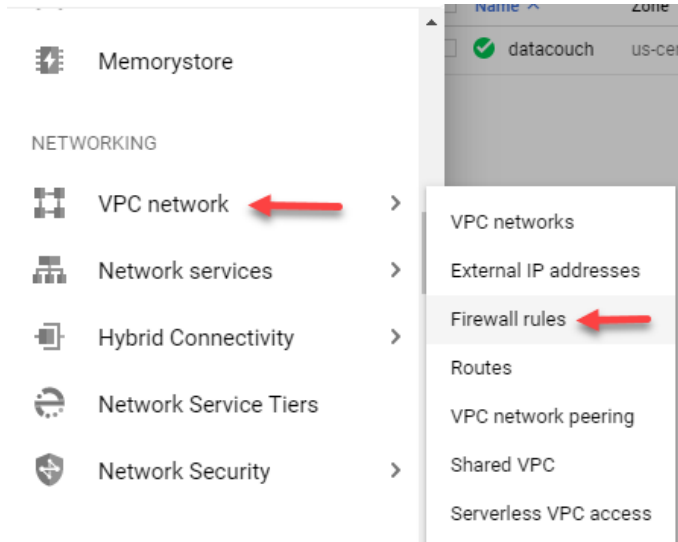 Name Zone
datacouch us-cen
Memorystore
NETWORKING
VPC network
Network services
Hybrid Connectivity
Network Service Tiers
Network Security
VPC networks
External IP addresses
Firewall rules
Routes
VPC network peering
Shared VPC
Serverless VPC access